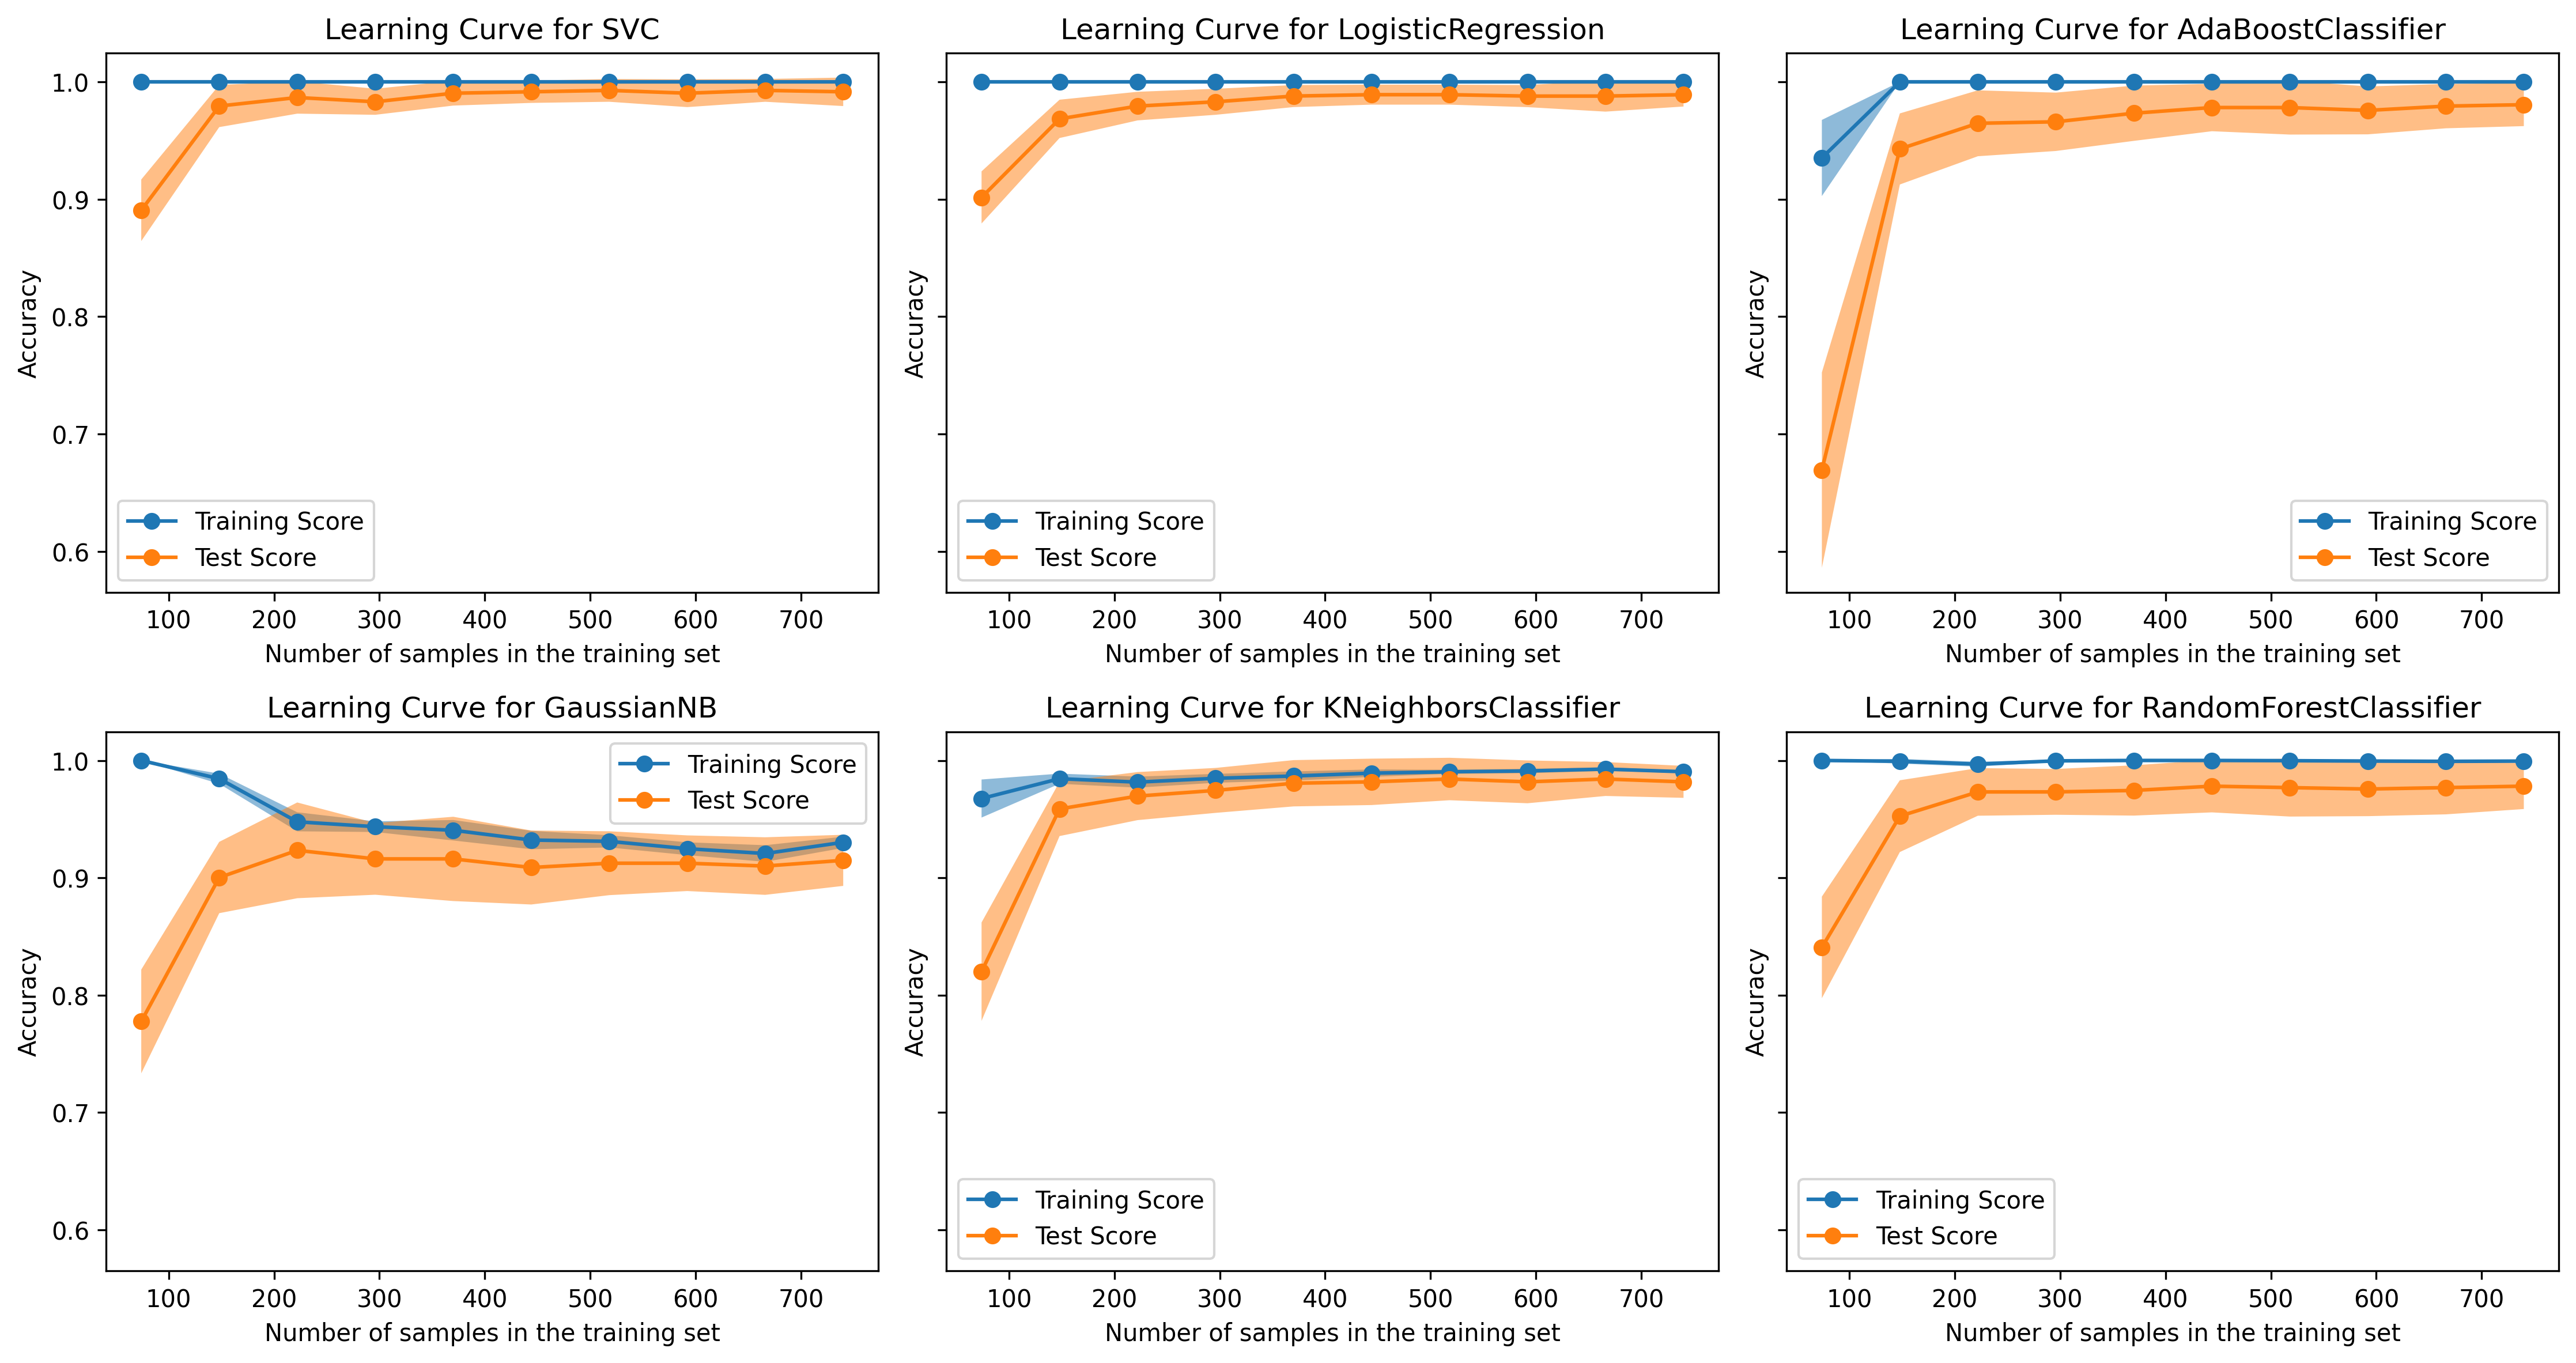 Learning Curve for SVC
Accuracy
1.0
0.9
0.8
0.7
0.6
Training Score
Test Score
100 200 300 400 500 600 700
Number of samples in the training set
Learning Curve for LogisticRegression
Accuracy
Training Score
Test Score
100 200 300 400 500 600 700
Number of samples in the training set
Learning Curve for AdaBoostClassifier
Accuracy
Training Score
Test Score
100 200 300 400 500 600 700
Number of samples in the training set
Learning Curve for GaussianNB
Accuracy
1.0
0.9
0.8
0.7
0.6
Training Score
Test Score
100 200 300 400 500 600 700
Number of samples in the training set
Learning Curve for KNeighborsClassifier
Accuracy
Training Score
Test Score
100 200 300 400 500 600 700
Number of samples in the training set
Learning Curve for RandomForestClassifier
Accuracy
Training Score
Test Score
100 200 300 400 500 600 700
Number of samples in the training set